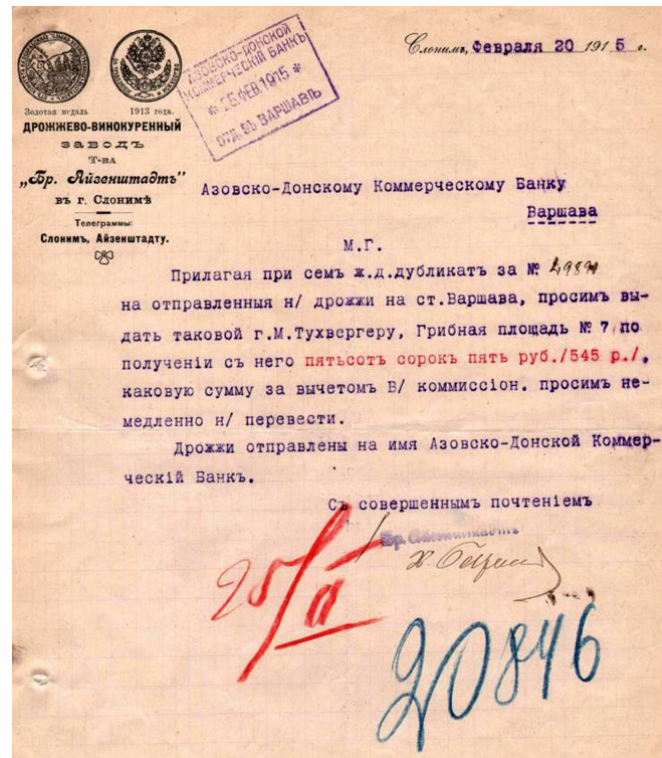 Слонимъ, Февраля 20 1915 г.
АЗОВСКО-ДОНСКОЙ
КОММЕРЧЕСКІЙ БАНКЪ
* 25 ФЕВ. 1915 *
ОТД. ВЪ ВАРШАВѢ
Золотая медаль 1913 года.
ДРОЖЖЕВО-ВИНОКУРЕННЫЙ
ЗАВОДЪ
Т-ВА
„Бр. Айзенштадтъ"
въ г. Слонимѣ
Телеграммы:
Слонимъ, Айзенштадту.
Азовско-Донскому Коммерческому Банку
Варшава
М.Г.
Прилагая при семъ ж.д.дубликатъ за №
на отправленныя н/ дрожжи на ст.Варшава, просимъ вы-
дать таковой г.М.Тухвергеру, Грибная площадь № 7, по
полученіи съ него пятьсотъ сорокъ пять руб./545 р./,
каковую сумму за вычетомъ В/ коммиссіон. просимъ не-
медленно н/ перевести.
Дрожжи отправлены на имя Азовско-Донской Коммер-
ческій Банкъ.
Съ совершеннымъ почтеніемъ
Бр. Айзенштадтъ
25/II
20846